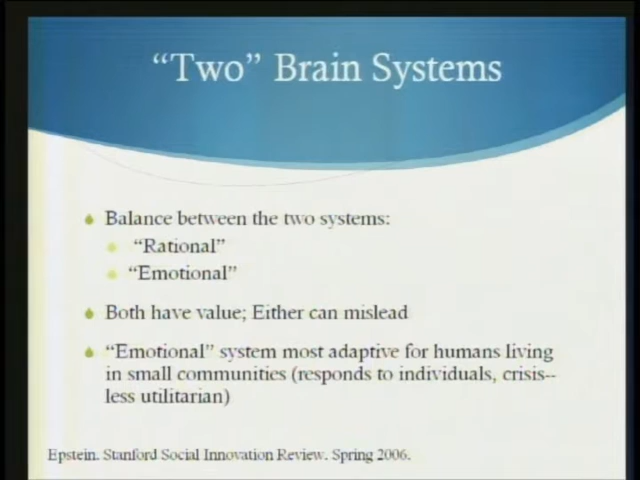 “Two” Brain Systems
Balance between the two systems:
“Rational”
“Emotional”
Both have value; Either can mislead
“Emotional” system most adaptive for humans living
in small communities (responds to individuals, crisis--
less utilitarian)
Epstein. Stanford Social Innovation Review. Spring 2006.